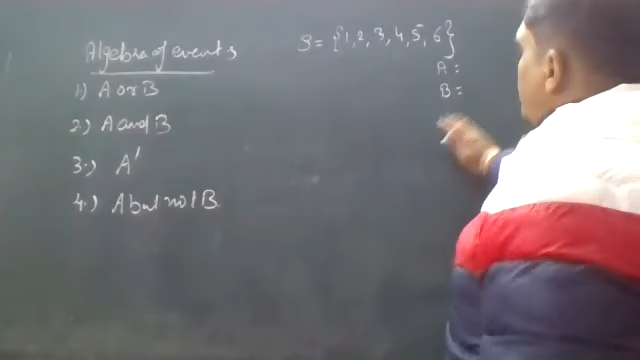 Algebra of events
1) A or B
2.) A and B
3.) A'
4.) A but not B
S = {1, 2, 3, 4, 5, 6}
A :
B :